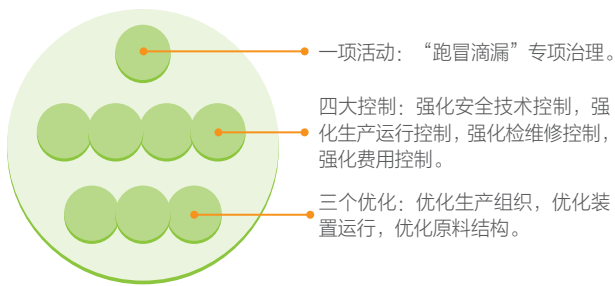 一项活动：“跑冒滴漏”专项治理。
四大控制：强化安全技术控制，强
化生产运行控制，强化检维修控制，
强化费用控制。
三个优化：优化生产组织，优化装
置运行，优化原料结构。